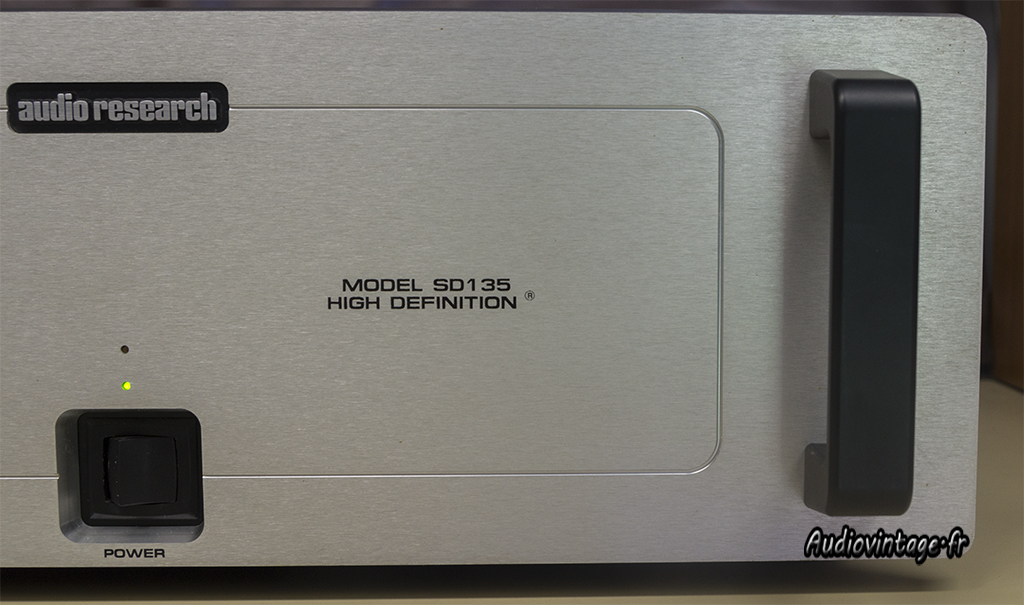 audio research
MODEL SD135
HIGH DEFINITION ®
POWER
Audiovintage.fr